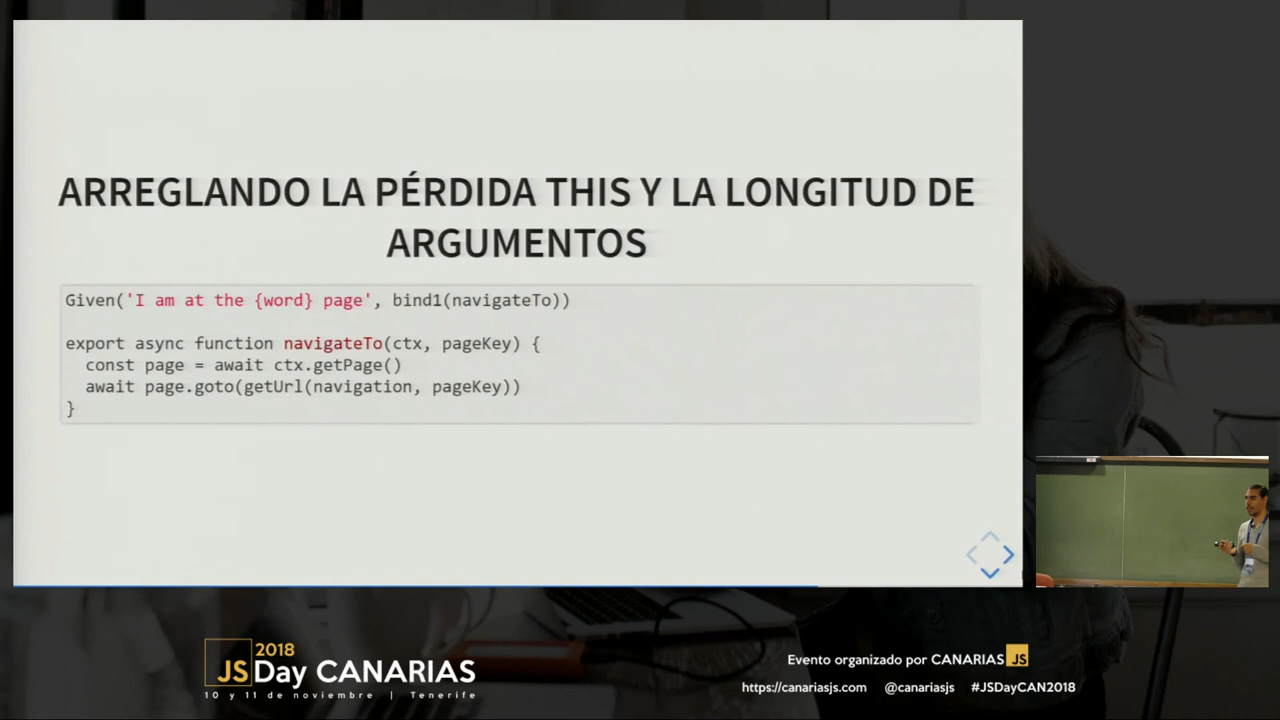 ARREGLANDO LA PÉRDIDA THIS Y LA LONGITUD DE
ARGUMENTOS
Given('I am at the {word} page', bind1(navigateTo))
export async function navigateTo(ctx, pageKey) {
  const page = await ctx.getPage()
  await page.goto(getUrl(navigation, pageKey))
}
2018
JSDay CANARIAS
10 y 11 de noviembre | Tenerife
Evento organizado por CANARIAS JS
https://canariasjs.com @canariasjs #JSDayCAN2018